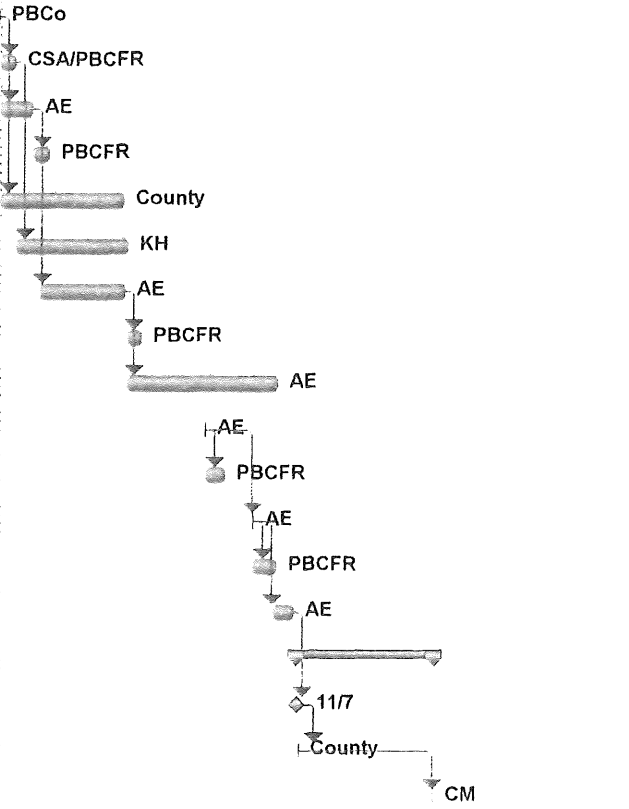 PBCo
CSA/PBCFR
AE
PBCFR
County
KH
AE
PBCFR
AE
AE
PBCFR
AE
PBCFR
AE
11/7
County
CM